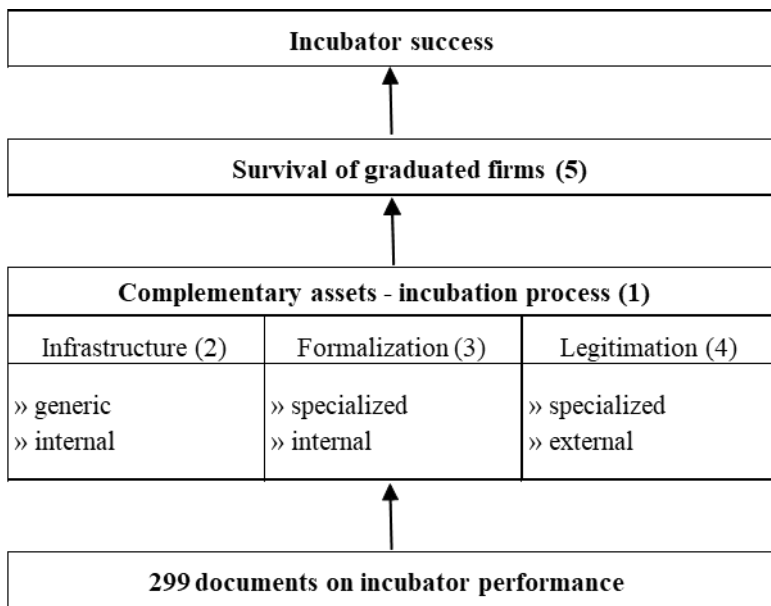 Incubator success
Survival of graduated firms (5)
Complementary assets - incubation process (1)
Infrastructure (2)
Formalization (3)
Legitimation (4)
» generic
» internal
» specialized
» internal
» specialized
» external
299 documents on incubator performance